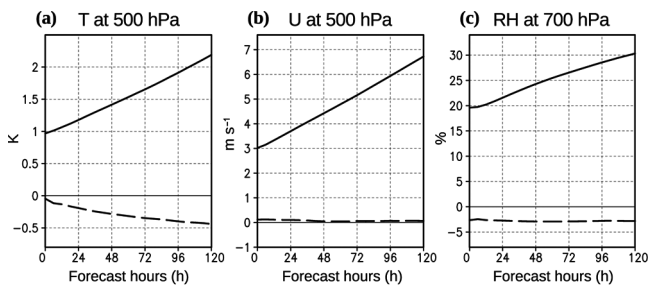 (a) T at 500 hPa
2
1.5
1
0.5
0
−0.5
K
0 24 48 72 96 120
Forecast hours (h)
(b) U at 500 hPa
7
6
5
4
3
2
1
0
−1
m s⁻¹
0 24 48 72 96 120
Forecast hours (h)
(c) RH at 700 hPa
30
25
20
15
10
5
0
−5
%
0 24 48 72 96 120
Forecast hours (h)